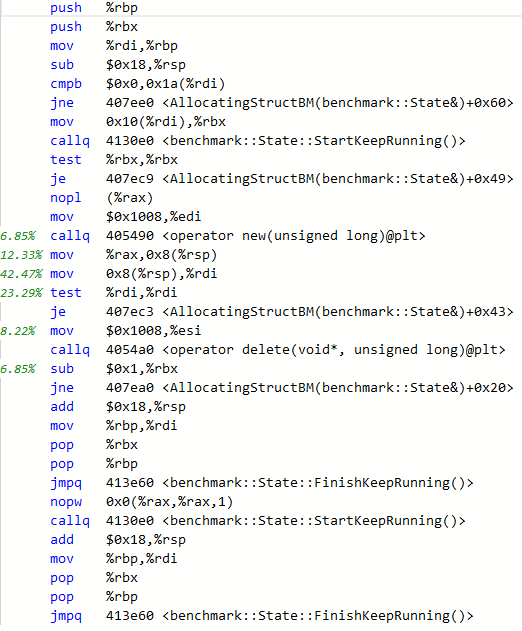 push %rbp
push %rbx
mov %rdi,%rbp
sub $0x18,%rsp
cmpb $0x0,0x1a(%rdi)
jne 407ee0 <AllocatingStructBM(benchmark::State&)+0x60>
mov 0x10(%rdi),%rbx
callq 4130e0 <benchmark::State::StartKeepRunning()>
test %rbx,%rbx
je 407ec9 <AllocatingStructBM(benchmark::State&)+0x49>
nopl (%rax)
mov $0x1008,%edi
6.85% callq 405490 <operator new(unsigned long)@plt>
12.33% mov %rax,0x8(%rsp)
42.47% mov 0x8(%rsp),%rdi
23.29% test %rdi,%rdi
je 407ec3 <AllocatingStructBM(benchmark::State&)+0x43>
8.22% mov $0x1008,%esi
callq 4054a0 <operator delete(void*, unsigned long)@plt>
6.85% sub $0x1,%rbx
jne 407ea0 <AllocatingStructBM(benchmark::State&)+0x20>
add $0x18,%rsp
mov %rbp,%rdi
pop %rbx
pop %rbp
jmpq 413e60 <benchmark::State::FinishKeepRunning()>
nopw 0x0(%rax,%rax,1)
callq 4130e0 <benchmark::State::StartKeepRunning()>
add $0x18,%rsp
mov %rbp,%rdi
pop %rbx
pop %rbp
jmpq 413e60 <benchmark::State::FinishKeepRunning()>